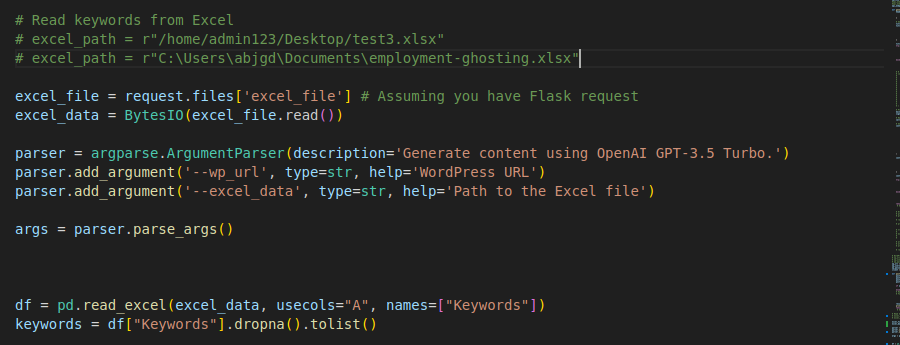 # Read keywords from Excel
# excel_path = r"/home/admin123/Desktop/test3.xlsx"
# excel_path = r"C:\Users\abjgd\Documents\employment-ghosting.xlsx"
excel_file = request.files['excel_file'] # Assuming you have Flask request
excel_data = BytesIO(excel_file.read())
parser = argparse.ArgumentParser(description='Generate content using OpenAI GPT-3.5 Turbo.')
parser.add_argument('--wp_url', type=str, help='WordPress URL')
parser.add_argument('--excel_data', type=str, help='Path to the Excel file')
args = parser.parse_args()
df = pd.read_excel(excel_data, usecols="A", names=["Keywords"])
keywords = df["Keywords"].dropna().tolist()